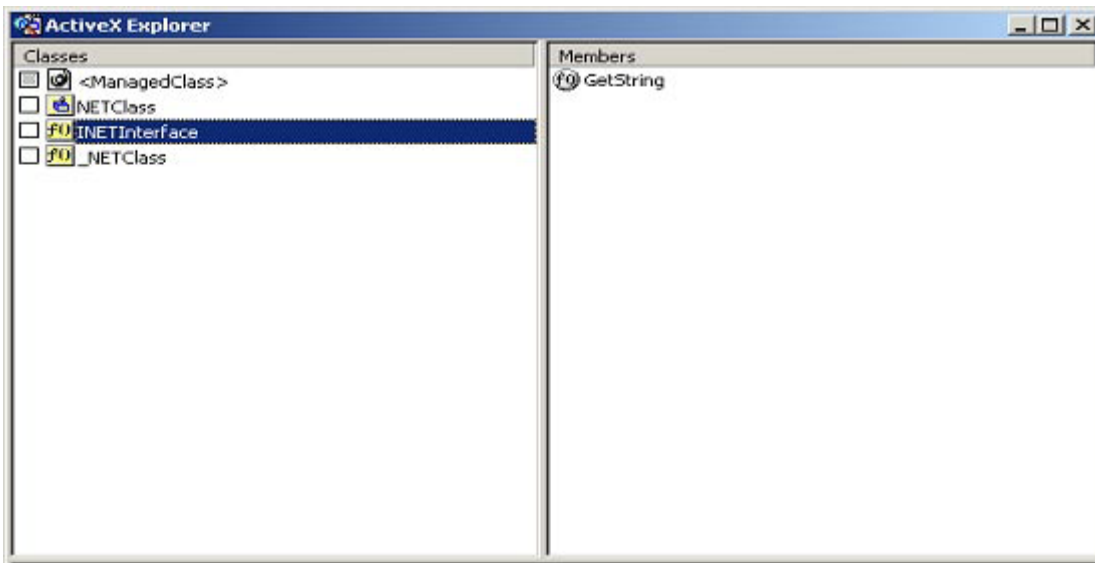 ActiveX Explorer
Classes
<ManagedClass>
NETClass
f() INETInterface
f() _NETClass
Members
f() GetString